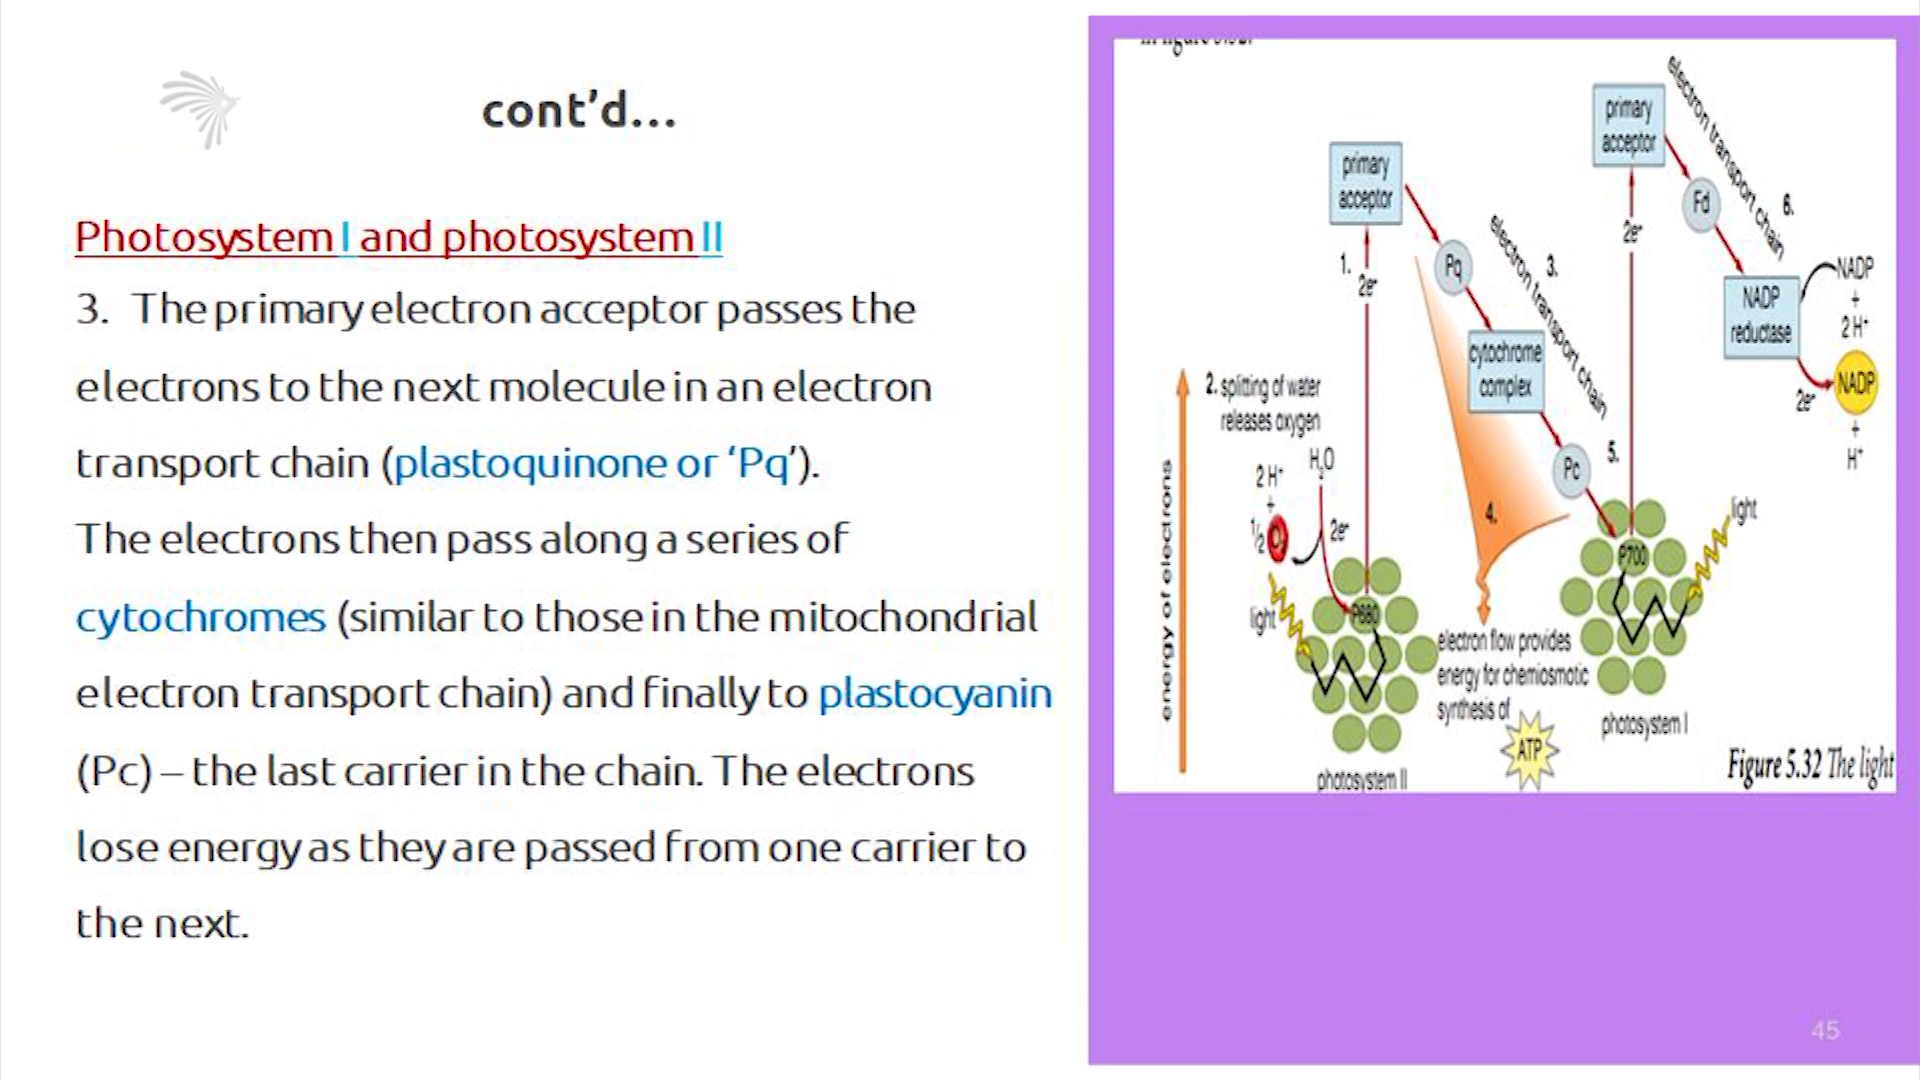 cont’d...
Photosystem I and photosystem II
3. The primary electron acceptor passes the
electrons to the next molecule in an electron
transport chain (plastoquinone or ‘Pq’).
The electrons then pass along a series of
cytochromes (similar to those in the mitochondrial
electron transport chain) and finally to plastocyanin
(Pc) – the last carrier in the chain. The electrons
lose energy as they are passed from one carrier to
the next.
primary
acceptor
electron transport chain
6.
Fd
2e-
NADP
reductase
NADP
+
2 H+
2e-
NADP
+
H+
primary
acceptor
1.
2e-
Pq
electron transport chain
3.
cytochrome
complex
Pc
5.
4.
2. splitting of water
releases oxygen
H2O
2 H+
+
1/2 O2
2e-
light
P680
energy of electrons
photosystem II
P700
light
photosystem I
electron flow provides
energy for chemiosmotic
synthesis of
ATP
Figure 5.32 The light
45